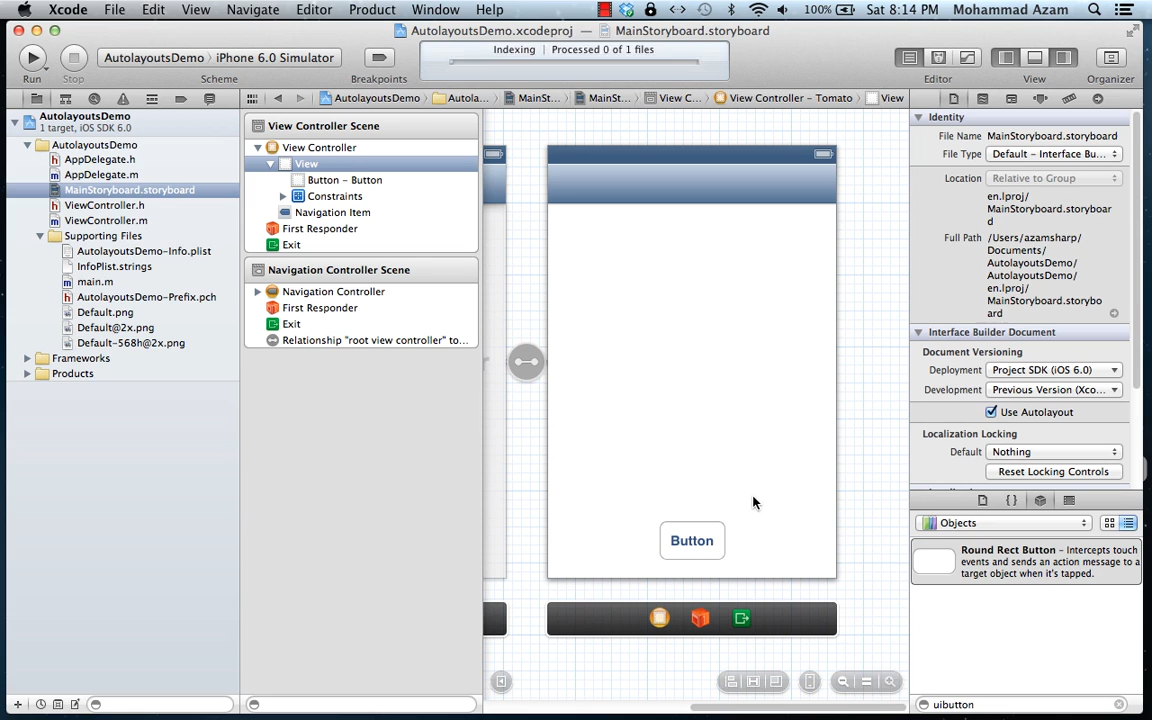 Xcode File Edit View Navigate Editor Product Window Help 100% Sat 8:14 PM Mohammad Azam
AutolayoutsDemo.xcodeproj — MainStoryboard.storyboard
AutolayoutsDemo iPhone 6.0 Simulator
Indexing | Processed 0 of 1 files
Run Stop Scheme Breakpoints Editor View Organizer
AutolayoutsDemo Autola... MainSt... MainSt... View C... View Controller – Tomato View
AutolayoutsDemo
1 target, iOS SDK 6.0
AutolayoutsDemo
AppDelegate.h
AppDelegate.m
MainStoryboard.storyboard
ViewController.h
ViewController.m
Supporting Files
AutolayoutsDemo-Info.plist
InfoPlist.strings
main.m
AutolayoutsDemo-Prefix.pch
Default.png
Default@2x.png
Default-568h@2x.png
Frameworks
Products
View Controller Scene
View Controller
View
Button – Button
Constraints
Navigation Item
First Responder
Exit
Navigation Controller Scene
Navigation Controller
First Responder
Exit
Relationship "root view controller" to...
Button
Identity
File Name MainStoryboard.storyboard
File Type Default - Interface Bu...
Location Relative to Group
en.lproj/
MainStoryboard.storyboar
d
Full Path /Users/azamsharp/
Documents/
AutolayoutsDemo/
AutolayoutsDemo/
en.lproj/
MainStoryboard.storybo
ard
Interface Builder Document
Document Versioning
Deployment Project SDK (iOS 6.0)
Development Previous Version (Xco...
Use Autolayout
Localization Locking
Default Nothing
Reset Locking Controls
Objects
Round Rect Button – Intercepts touch
events and sends an action message to a
target object when it's tapped.
uibutton